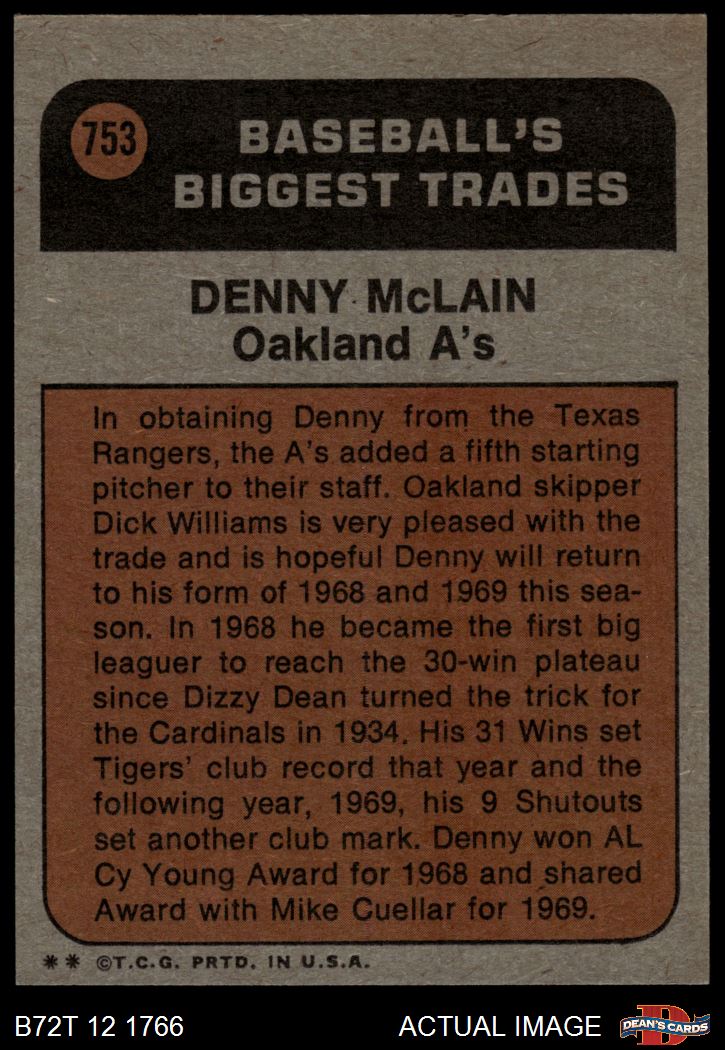 753
BASEBALL'S
BIGGEST TRADES
DENNY McLAIN
Oakland A's
In obtaining Denny from the Texas
Rangers, the A's added a fifth starting
pitcher to their staff. Oakland skipper
Dick Williams is very pleased with the
trade and is hopeful Denny will return
to his form of 1968 and 1969 this sea-
son. In 1968 he became the first big
leaguer to reach the 30-win plateau
since Dizzy Dean turned the trick for
the Cardinals in 1934. His 31 Wins set
Tigers' club record that year and the
following year, 1969, his 9 Shutouts
set another club mark. Denny won AL
Cy Young Award for 1968 and shared
Award with Mike Cuellar for 1969.
** ©T.C.G. PRTD. IN U.S.A.
B72T 12 1766 ACTUAL IMAGE D DEAN'S CARDS